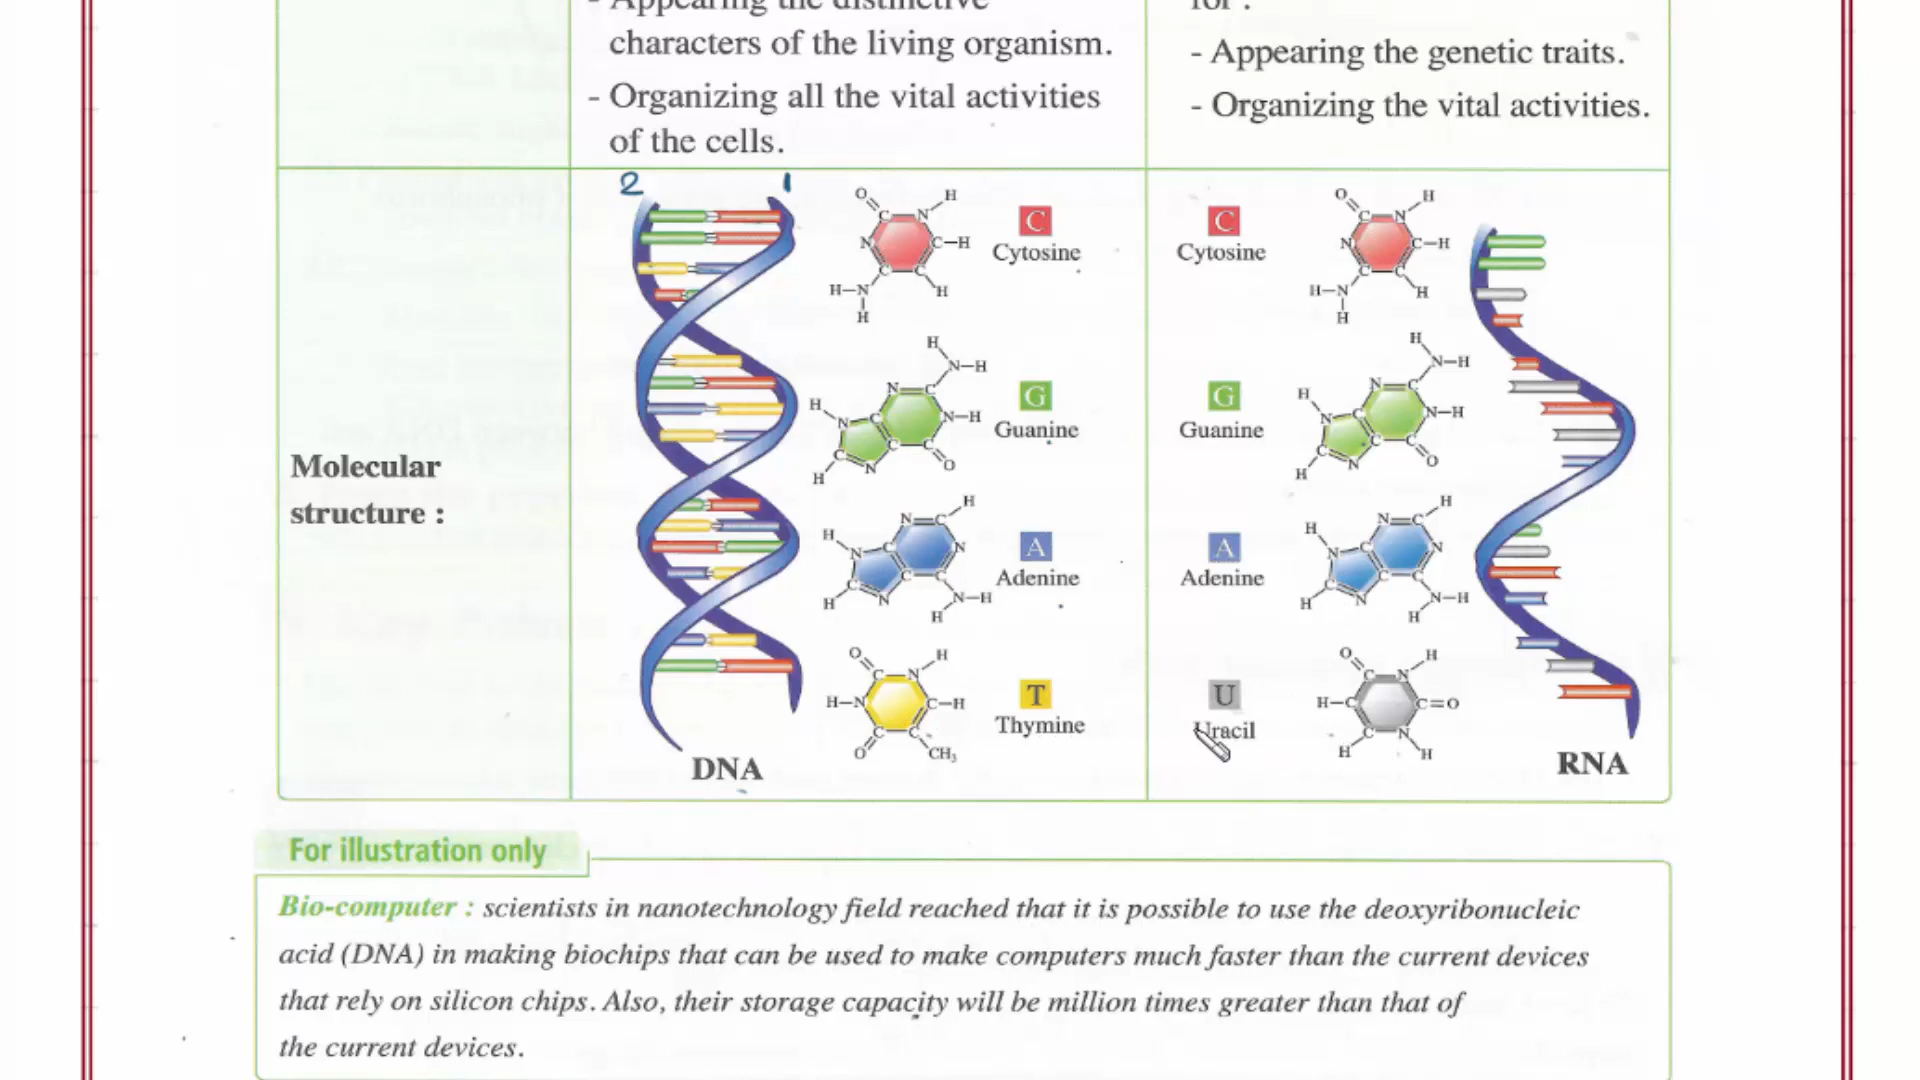 - Appearing the distinctive
characters of the living organism.
- Organizing all the vital activities
of the cells.
for :
- Appearing the genetic traits.
- Organizing the vital activities.
Molecular
structure :
2 1
C
Cytosine
G
Guanine
A
Adenine
T
Thymine
DNA
C
Cytosine
G
Guanine
A
Adenine
U
Uracil
RNA
For illustration only
Bio-computer : scientists in nanotechnology field reached that it is possible to use the deoxyribonucleic
acid (DNA) in making biochips that can be used to make computers much faster than the current devices
that rely on silicon chips. Also, their storage capacity will be million times greater than that of
the current devices.